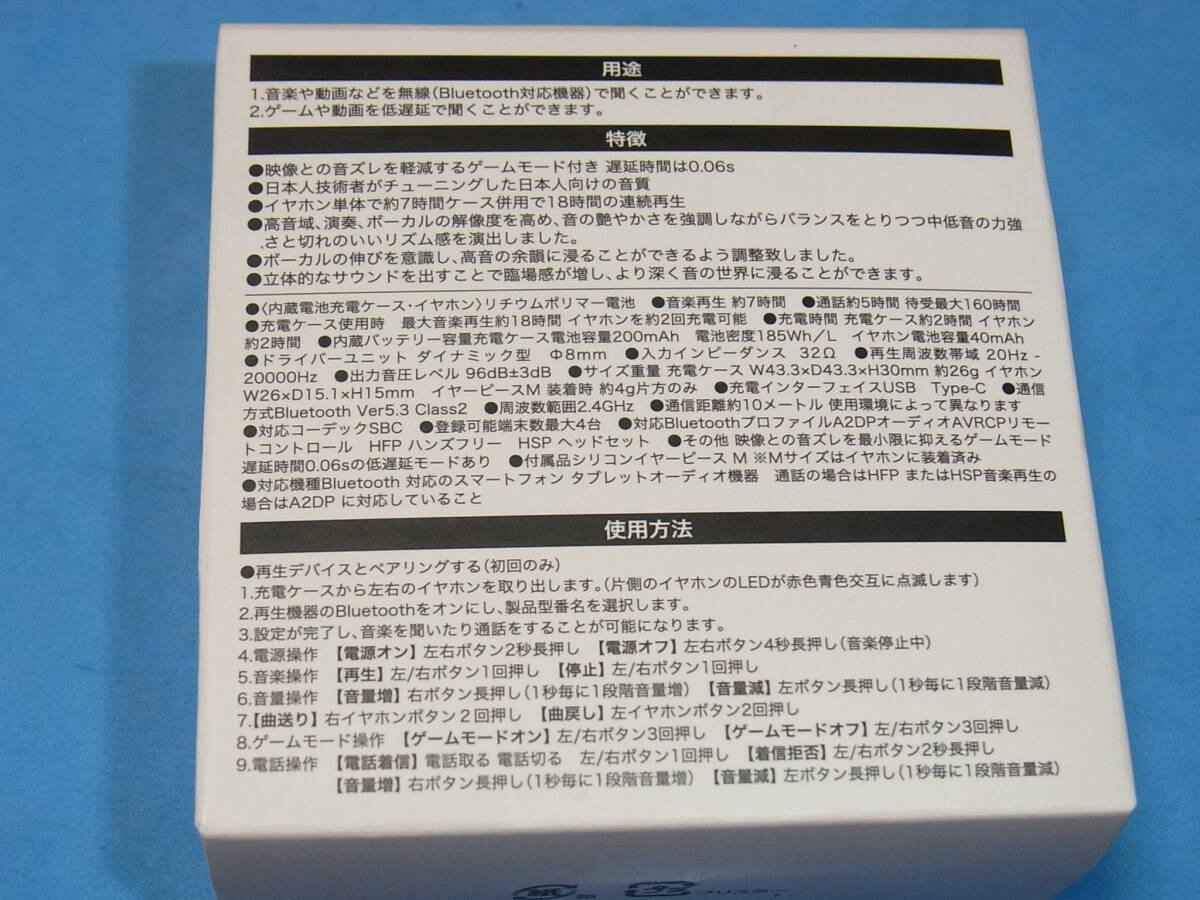 用途
1.音楽や動画などを無線(Bluetooth対応機器)で聞くことができます。
2.ゲームや動画を低遅延で聞くことができます。
特徴
●映像との音ズレを軽減するゲームモード付き 遅延時間は0.06s
●日本人技術者がチューニングした日本人向けの音質
●イヤホン単体で約7時間ケース併用で18時間の連続再生
●高音域、演奏、ボーカルの解像度を高め、音の艶やかさを強調しながらバランスをとりつつ中低音の力強
さと切れのいいリズム感を演出しました。
●ボーカルの伸びを意識し、高音の余韻に浸ることができるよう調整致しました。
●立体的なサウンドを出すことで臨場感が増し、より深く音の世界に浸ることができます。
●〈内蔵電池充電ケース・イヤホン〉リチウムポリマー電池 ●音楽再生 約7時間 ●通話約5時間 待受最大160時間
●充電ケース使用時 最大音楽再生約18時間 イヤホンを約2回充電可能 ●充電時間 充電ケース約2時間 イヤホン
約2時間 ●内蔵バッテリー容量充電ケース電池容量200mAh 電池密度185Wh/L イヤホン電池容量40mAh
●ドライバーユニット ダイナミック型 Φ8mm ●入力インピーダンス 32Ω ●再生周波数帯域 20Hz -
20000Hz ●出力音圧レベル 96dB±3dB ●サイズ重量 充電ケース W43.3×D43.3×H30mm 約26g イヤホン
W26×D15.1×H15mm イヤーピースM 装着時 約4g片方のみ ●充電インターフェイスUSB Type-C ●通信
方式Bluetooth Ver5.3 Class2 ●周波数範囲2.4GHz ●通信距離約10メートル 使用環境によって異なります
●対応コーデックSBC ●登録可能端末数最大4台 ●対応BluetoothプロファイルA2DPオーディオAVRCPリモー
トコントロール HFP ハンズフリー HSP ヘッドセット ●その他 映像との音ズレを最小限に抑えるゲームモード
遅延時間0.06sの低遅延モードあり ●付属品シリコンイヤーピース M ※Mサイズはイヤホンに装着済み
●対応機種Bluetooth 対応のスマートフォン タブレットオーディオ機器 通話の場合はHFP またはHSP音楽再生の
場合はA2DP に対応していること
使用方法
●再生デバイスとペアリングする(初回のみ)
1.充電ケースから左右のイヤホンを取り出します。(片側のイヤホンのLEDが赤色青色交互に点滅します)
2.再生機器のBluetoothをオンにし、製品型番名を選択します。
3.設定が完了し、音楽を聞いたり通話をすることが可能になります。
4.電源操作 【電源オン】左右ボタン2秒長押し 【電源オフ】左右ボタン4秒長押し(音楽停止中)
5.音楽操作 【再生】左/右ボタン1回押し 【停止】左/右ボタン1回押し
6.音量操作 【音量増】右ボタン長押し(1秒毎に1段階音量増) 【音量減】左ボタン長押し(1秒毎に1段階音量減)
7.【曲送り】右イヤホンボタン2回押し 【曲戻し】左イヤホンボタン2回押し
8.ゲームモード操作 【ゲームモードオン】左/右ボタン3回押し 【ゲームモードオフ】左/右ボタン3回押し
9.電話操作 【電話着信】電話取る 電話切る 左/右ボタン1回押し 【着信拒否】左/右ボタン2秒長押し
【音量増】右ボタン長押し(1秒毎に1段階音量増) 【音量減】左ボタン長押し(1秒毎に1段階音量減)